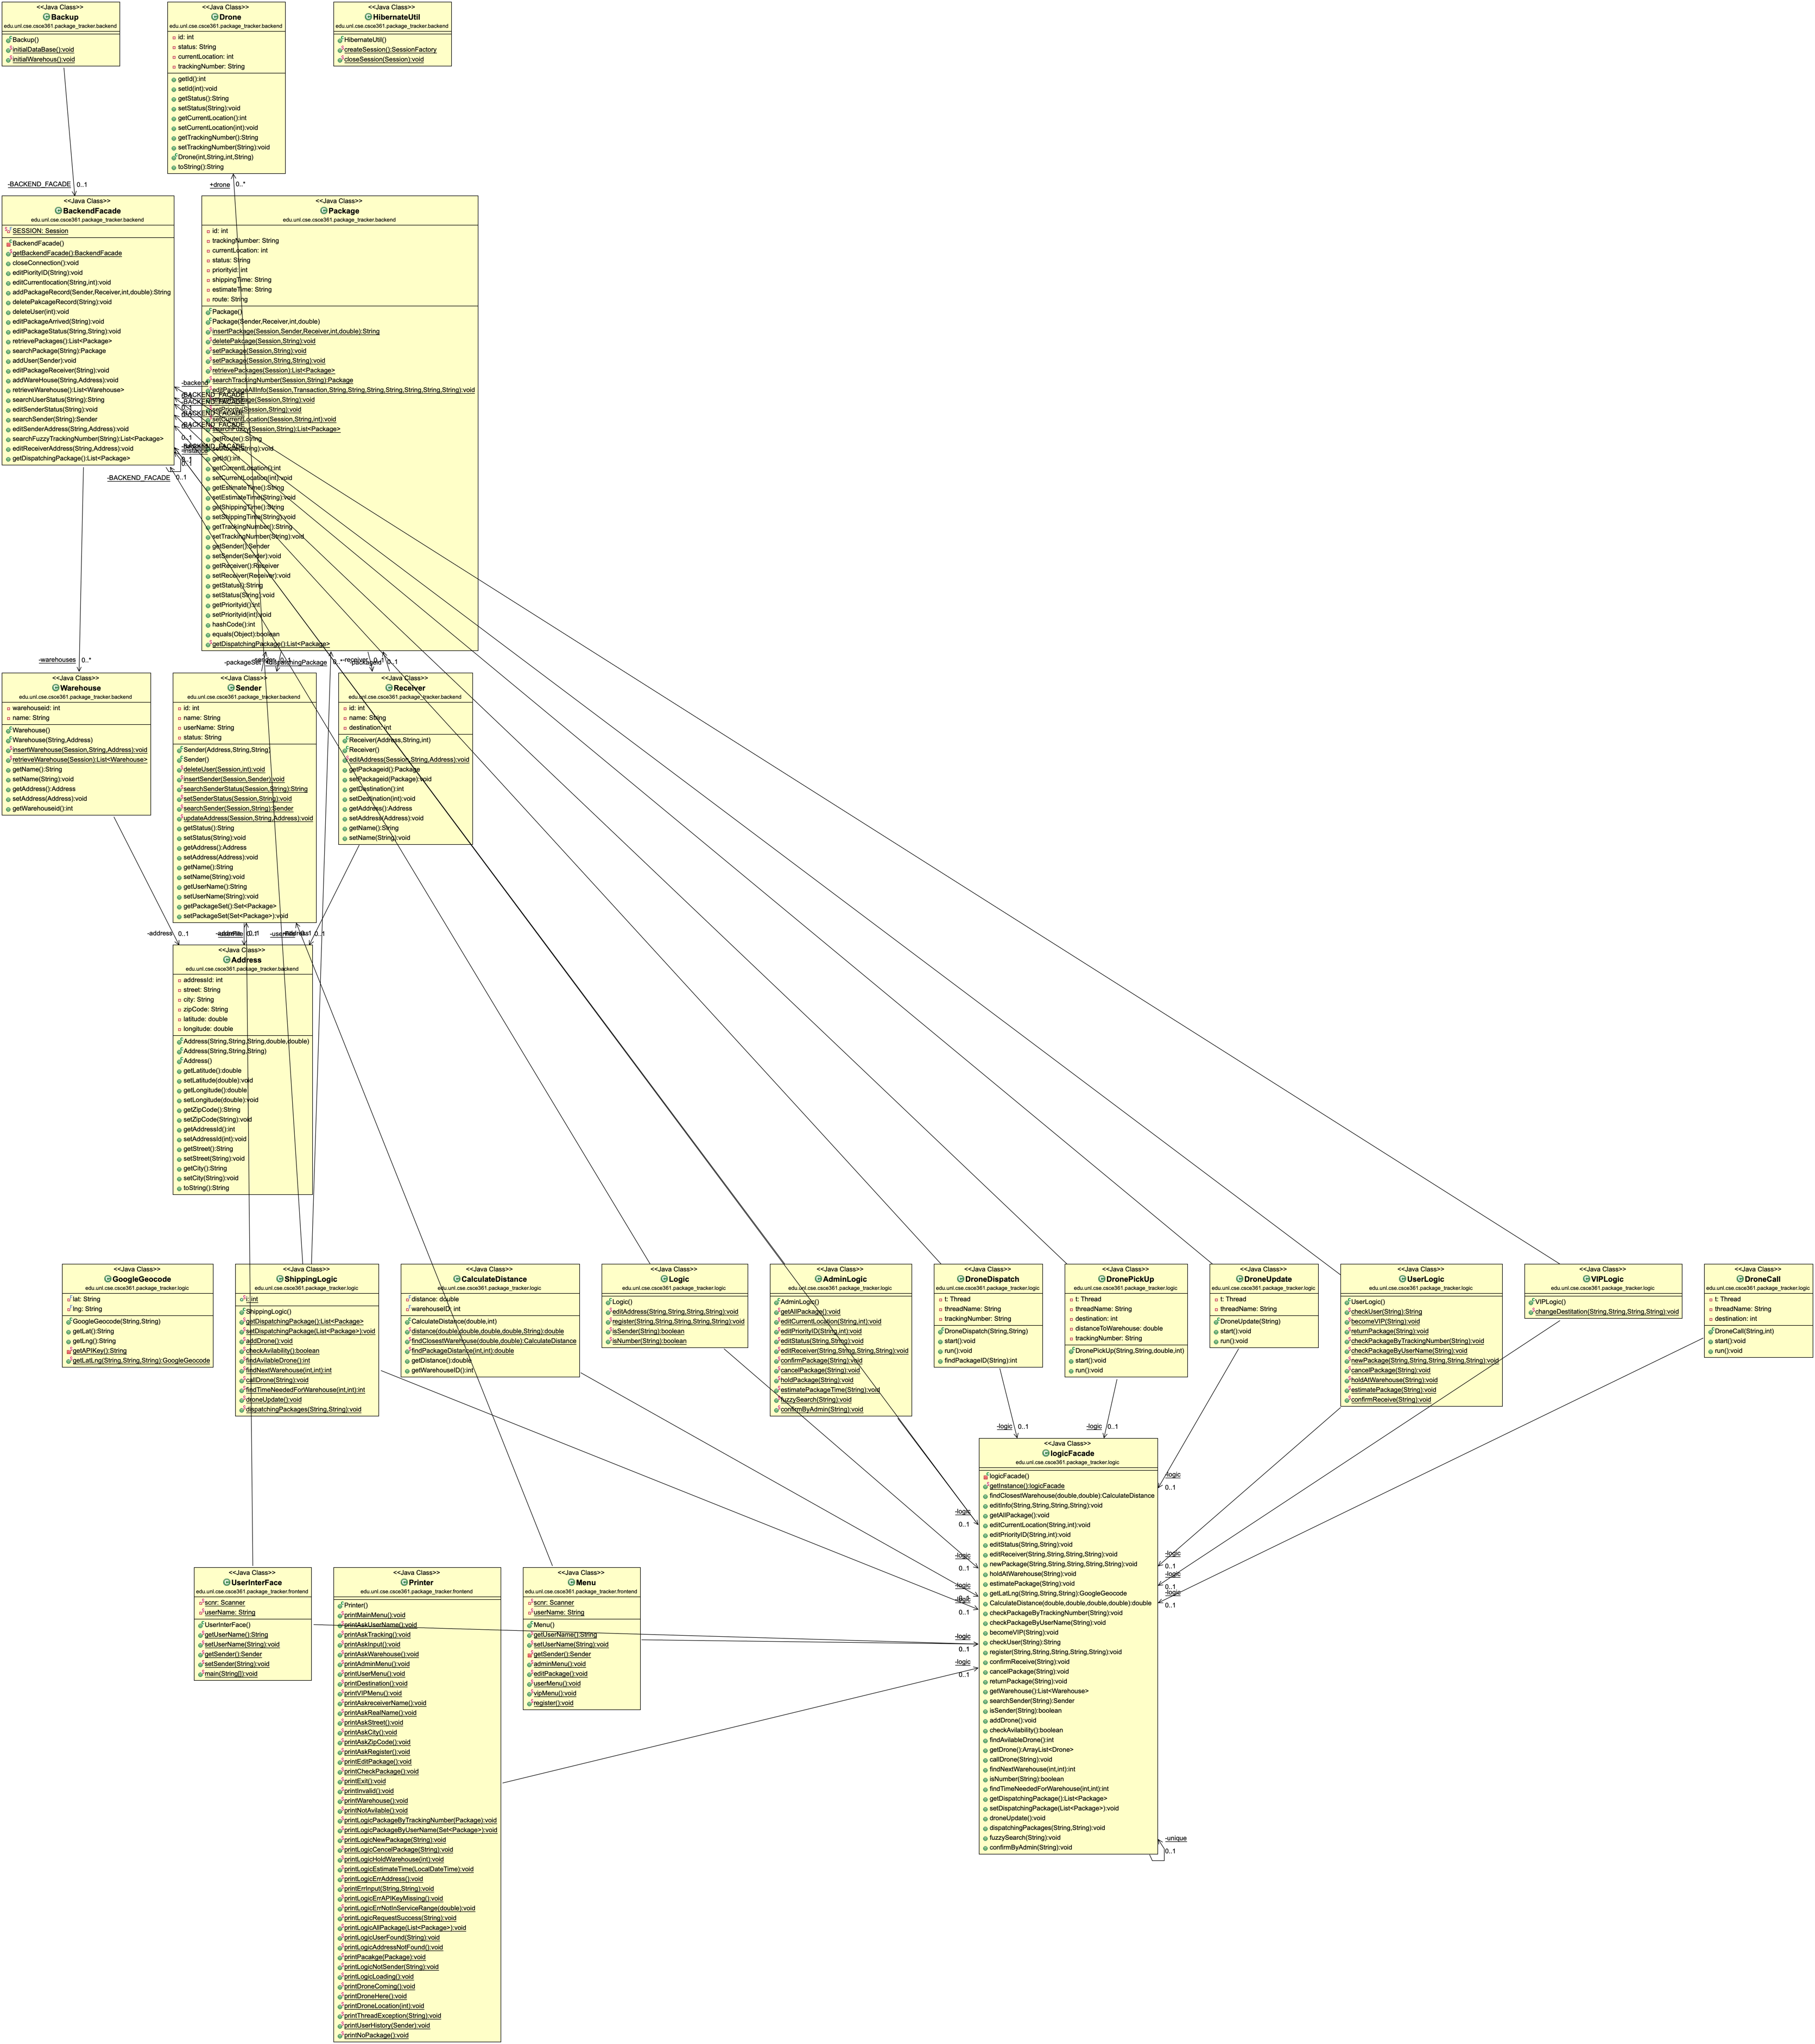 <<Java Class>>
Backup
edu.unl.cse.csce361.package_tracker.backend
Backup()
initialDataBase():void
initialWarehous():void
<<Java Class>>
Drone
edu.unl.cse.csce361.package_tracker.backend
id: int
status: String
currentLocation: int
trackingNumber: String
getId():int
setId(int):void
getStatus():String
setStatus(String):void
getCurrentLocation():int
setCurrentLocation(int):void
getTrackingNumber():String
setTrackingNumber(String):void
Drone(int,String,int,String)
toString():String
<<Java Class>>
HibernateUtil
edu.unl.cse.csce361.package_tracker.backend
HibernateUtil()
createSession():SessionFactory
closeSession(Session):void
-BACKEND_FACADE 0..1
+drone 0..*
<<Java Class>>
BackendFacade
edu.unl.cse.csce361.package_tracker.backend
SESSION: Session
BackendFacade()
getBackendFacade():BackendFacade
closeConnection():void
editPiorityID(String):void
editCurrentlocation(String,int):void
addPackageRecord(Sender,Receiver,int,double):String
deletePakcageRecord(String):void
deleteUser(int):void
editPackageArrived(String):void
editPackageStatus(String,String):void
retrievePackages():List<Package>
searchPackage(String):Package
addUser(Sender):void
editPackageReceiver(String):void
addWareHouse(String,Address):void
retrieveWarehouse():List<Warehouse>
searchUserStatus(String):String
editSenderStatus(String):void
searchSender(String):Sender
editSenderAddress(String,Address):void
searchFuzzyTrackingNumber(String):List<Package>
editReceiverAddress(String,Address):void
getDispatchingPackage():List<Package>
<<Java Class>>
Package
edu.unl.cse.csce361.package_tracker.backend
id: int
trackingNumber: String
currentLocation: int
status: String
priorityid: int
shippingTime: String
estimateTime: String
route: String
Package()
Package(Sender,Receiver,int,double)
insertPackage(Session,Sender,Receiver,int,double):String
deletePakcage(Session,String):void
setPackage(Session,String):void
setPackage(Session,String,String):void
retrievePackages(Session):List<Package>
searchTrackingNumber(Session,String):Package
editPackageAllInfo(Session,Transaction,String,String,String,String,String,String,String):void
setPriority(Session,String):void
setCurrentLocation(Session,String,int):void
searchFuzzy(Session,String):List<Package>
getRoute():String
setRoute(String):void
getId():int
getCurrentLocation():int
setCurrentLocation(int):void
getEstimateTime():String
setEstimateTime(String):void
getShippingTime():String
setShippingTime(String):void
getTrackingNumber():String
setTrackingNumber(String):void
getSender():Sender
setSender(Sender):void
getReceiver():Receiver
setReceiver(Receiver):void
getStatus():String
setStatus(String):void
getPriorityid():int
setPriorityid(int):void
hashCode():int
equals(Object):boolean
getDispatchingPackage():List<Package>
-backend
-BACKEND_FACADE
-BACKEND_FACADE
0..1
-BACKEND_FACADE
-BACKEND_FACADE
0..1
-BACKEND_FACADE
0..1
0..1
-BACKEND_FACADE 0..1
-warehouses 0..*
-packageSet
0..1
-receiver 0..1
0..1
<<Java Class>>
Warehouse
edu.unl.cse.csce361.package_tracker.backend
warehouseid: int
name: String
Warehouse()
Warehouse(String,Address)
insertWarehouse(Session,String,Address):void
retrieveWarehouse(Session):List<Warehouse>
getName():String
setName(String):void
getAddress():Address
setAddress(Address):void
getWarehouseid():int
<<Java Class>>
Sender
edu.unl.cse.csce361.package_tracker.backend
id: int
name: String
userName: String
status: String
Sender(Address,String,String)
Sender()
deleteUser(Session,int):void
insertSender(Session,Sender):void
searchSenderStatus(Session,String):String
setSenderStatus(Session,String):void
searchSender(Session,String):Sender
updateAddress(Session,String,Address):void
getStatus():String
setStatus(String):void
getAddress():Address
setAddress(Address):void
getName():String
setName(String):void
getUserName():String
setUserName(String):void
getPackageSet():Set<Package>
setPackageSet(Set<Package>):void
<<Java Class>>
Receiver
edu.unl.cse.csce361.package_tracker.backend
id: int
name: String
destination: int
Receiver(Address,String,int)
Receiver()
editAddress(Session,String,Address):void
getPackageid():Package
setPackageid(Package):void
getDestination():int
setDestination(int):void
getAddress():Address
setAddress(Address):void
getName():String
setName(String):void
-address 0..1
0..1
0..1
<<Java Class>>
Address
edu.unl.cse.csce361.package_tracker.backend
addressId: int
street: String
city: String
zipCode: String
latitude: double
longitude: double
Address(String,String,String,double,double)
Address(String,String,String)
Address()
getLatitude():double
setLatitude(double):void
getLongitude():double
setLongitude(double):void
getZipCode():String
setZipCode(String):void
getAddressId():int
setAddressId(int):void
getStreet():String
setStreet(String):void
getCity():String
setCity(String):void
toString():String
<<Java Class>>
GoogleGeocode
edu.unl.cse.csce361.package_tracker.logic
lat: String
lng: String
GoogleGeocode(String,String)
getLat():String
getLng():String
getAPIKey():String
getLatLng(String,String,String):GoogleGeocode
<<Java Class>>
ShippingLogic
edu.unl.cse.csce361.package_tracker.logic
i: int
ShippingLogic()
getDispatchingPackage():List<Package>
setDispatchingPackage(List<Package>):void
addDrone():void
checkAvailability():boolean
findAvilableDrone():int
findNextWarehouse(int,int):int
callDrone(String):void
findTimeNeededForWarehouse(int,int):int
droneUpdate():void
dispatchingPackages(String,String):void
<<Java Class>>
CalculateDistance
edu.unl.cse.csce361.package_tracker.logic
distance: double
warehouseID: int
CalculateDistance(double,int)
distance(double,double,double,double,String):double
findClosestWarehouse(double,double):CalculateDistance
findPackageDistance(int,int):double
getDistance():double
getWarehouseID():int
<<Java Class>>
Logic
edu.unl.cse.csce361.package_tracker.logic
Logic()
editAddress(String,String,String,String):void
register(String,String,String,String,String):void
isSender(String):boolean
isNumber(String):boolean
<<Java Class>>
AdminLogic
edu.unl.cse.csce361.package_tracker.logic
AdminLogic()
getAllPackage():void
editCurrentLocation(String,int):void
editPriorityID(String,int):void
editStatus(String,String):void
editReceiver(String,String,String,String):void
confirmPackage(String):void
cancelPackage(String):void
holdPackage(String):void
estimatePackageTime(String):void
fuzzySearch(String):void
confirmByAdmin(String):void
<<Java Class>>
DroneDispatch
edu.unl.cse.csce361.package_tracker.logic
t: Thread
threadName: String
trackingNumber: String
DroneDispatch(String,String)
start():void
run():void
findPackageID(String):int
<<Java Class>>
DronePickUp
edu.unl.cse.csce361.package_tracker.logic
t: Thread
threadName: String
destination: int
distanceToWarehouse: double
trackingNumber: String
DronePickUp(String,String,double,int)
start():void
run():void
<<Java Class>>
DroneUpdate
edu.unl.cse.csce361.package_tracker.logic
t: Thread
threadName: String
DroneUpdate(String)
start():void
run():void
<<Java Class>>
UserLogic
edu.unl.cse.csce361.package_tracker.logic
UserLogic()
checkUser(String):String
becomeVIP(String):void
returnPackage(String):void
checkPackageByTrackingNumber(String):void
checkPackageByUserName(String):void
newPackage(String,String,String,String,String):void
cancelPackage(String):void
holdAtWarehouse(String):void
estimatePackage(String):void
confirmReceive(String):void
<<Java Class>>
VIPLogic
edu.unl.cse.csce361.package_tracker.logic
VIPLogic()
changeDestitation(String,String,String,String):void
<<Java Class>>
DroneCall
edu.unl.cse.csce361.package_tracker.logic
t: Thread
threadName: String
destination: int
DroneCall(String,int)
start():void
run():void
-logic 0..1
-logic 0..1
<<Java Class>>
logicFacade
edu.unl.cse.csce361.package_tracker.logic
logicFacade()
getInstance():logicFacade
findClosestWarehouse(double,double):CalculateDistance
editInfo(String,String,String,String):void
getAllPackage():void
editCurrentLocation(String,int):void
editPriorityID(String,int):void
editStatus(String,String):void
editReceiver(String,String,String,String):void
newPackage(String,String,String,String,String):void
holdAtWarehouse(String):void
estimatePackage(String):void
getLatLng(String,String,String):GoogleGeocode
CalculateDistance(double,double,double,double):double
checkPackageByTrackingNumber(String):void
checkPackageByUserName(String):void
becomeVIP(String):void
checkUser(String):String
register(String,String,String,String,String):void
confirmReceive(String):void
cancelPackage(String):void
returnPackage(String):void
getWarehouse():List<Warehouse>
searchSender(String):Sender
isSender(String):boolean
addDrone():void
checkAvilability():boolean
findAvilableDrone():int
getDrone():ArrayList<Drone>
callDrone(String):void
findNextWarehouse(int,int):int
isNumber(String):boolean
findTimeNeededForWarehouse(int,int):int
getDispatchingPackage():List<Package>
setDispatchingPackage(List<Package>):void
droneUpdate():void
dispatchingPackages(String,String):void
fuzzySearch(String):void
confirmByAdmin(String):void
-logic
0..1
-logic
0..1
-logic
0..1
-logic
0..1
-logic
0..1
-logic
0..1
-logic
0..1
-logic
0..1
-logic
0..1
-unique
0..1
<<Java Class>>
UserInterFace
edu.unl.cse.csce361.package_tracker.frontend
scnr: Scanner
userName: String
UserInterFace()
getUserName():String
setUserName(String):void
getSender():Sender
setSender(String):void
main(String[]):void
<<Java Class>>
Printer
edu.unl.cse.csce361.package_tracker.frontend
Printer()
printMainMenu():void
printAskUserName():void
printAskTracking():void
printAskInput():void
printAskWarehouse():void
printAdminMenu():void
printUserMenu():void
printDestination():void
printVIPMenu():void
printAskreceiverName():void
printAskRealName():void
printAskStreet():void
printAskCity():void
printAskZipCode():void
printAskRegister():void
printEditPackage():void
printCheckPackage():void
printExit():void
printInvalid():void
printWarehouse():void
printNotAvilable():void
printLogicPackageByTrackingNumber(Package):void
printLogicPackageByUserName(Set<Package>):void
printLogicNewPackage(String):void
printLogicCencelPackage(String):void
printLogicHoldWarehouse(int):void
printLogicEstimateTime(LocalDateTime):void
printLogicErrAddress():void
printErrInput(String,String):void
printLogicErrAPIKeyMissing():void
printLogicErrNotInServiceRange(double):void
printLogicRequestSuccess(String):void
printLogicAllPackage(List<Package>):void
printLogicUserFound(String):void
printLogicAddressNotFound():void
printPacakge(Package):void
printLogicNotSender(String):void
printLogicLoading():void
printDroneComing():void
printDroneHere():void
printDroneLocation(int):void
printThreadException(String):void
printUserHistory(Sender):void
printNoPackage():void
<<Java Class>>
Menu
edu.unl.cse.csce361.package_tracker.frontend
scnr: Scanner
userName: String
Menu()
getUserName():String
setUserName(String):void
getSender():Sender
adminMenu():void
editPackage():void
userMenu():void
vipMenu():void
register():void